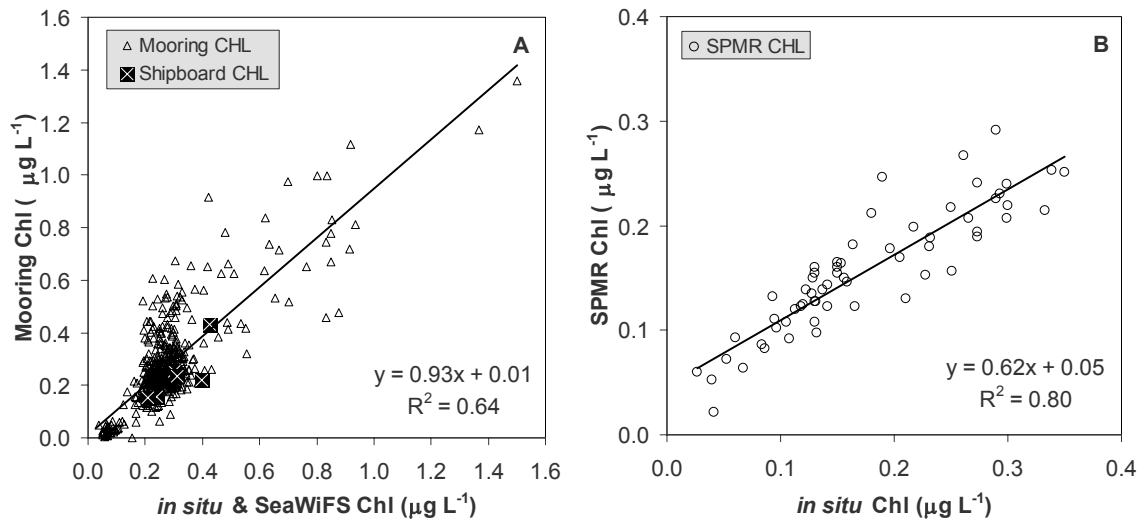 A
Mooring CHL
Shipboard CHL
1.6
1.4
1.2
1.0
0.8
0.6
0.4
0.2
0.0
Mooring Chl ( μg L-1)
y = 0.93x + 0.01
R2 = 0.64
0.0 0.2 0.4 0.6 0.8 1.0 1.2 1.4 1.6
in situ & SeaWiFS Chl (μg L-1)
B
SPMR CHL
0.4
0.3
0.2
0.1
0.0
SPMR Chl ( μg L-1)
y = 0.62x + 0.05
R2 = 0.80
0.0 0.1 0.2 0.3 0.4
in situ Chl (μg L-1)